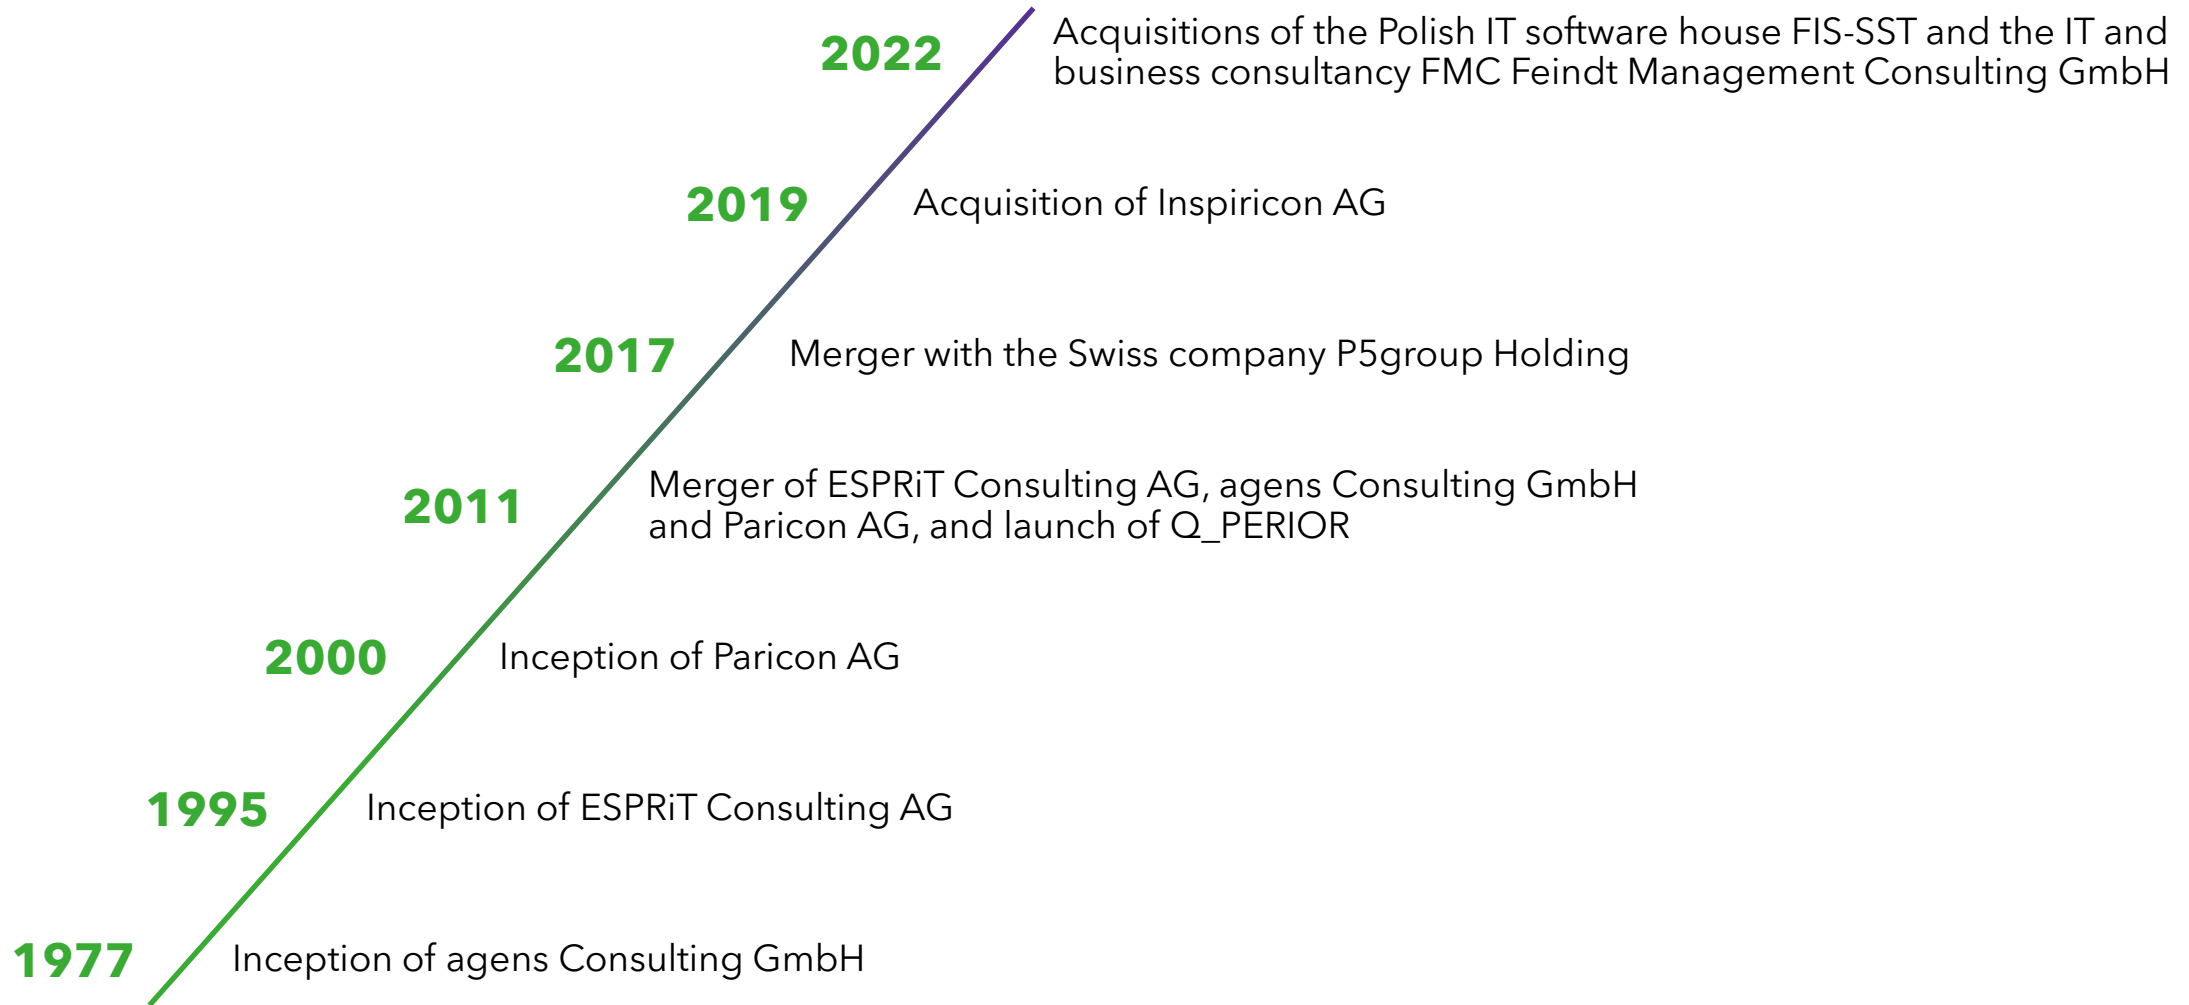 2022
Acquisitions of the Polish IT software house FIS-SST and the IT and
business consultancy FMC Feindt Management Consulting GmbH
2019
Acquisition of Inspiricon AG
2017
Merger with the Swiss company P5group Holding
2011
Merger of ESPRiT Consulting AG, agens Consulting GmbH
and Paricon AG, and launch of Q_PERIOR
2000
Inception of Paricon AG
1995
Inception of ESPRiT Consulting AG
1977
Inception of agens Consulting GmbH